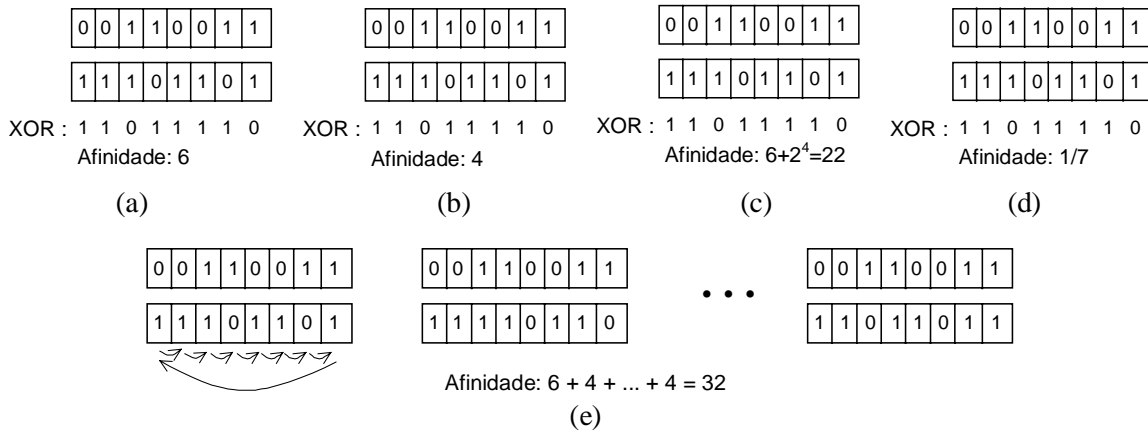 0 0 1 1 0 0 1 1
1 1 1 0 1 1 0 1
XOR : 1 1 0 1 1 1 1 0
Afinidade: 6
(a)
0 0 1 1 0 0 1 1
1 1 1 0 1 1 0 1
XOR : 1 1 0 1 1 1 1 0
Afinidade: 4
(b)
0 0 1 1 0 0 1 1
1 1 1 0 1 1 0 1
XOR : 1 1 0 1 1 1 1 0
Afinidade: 6+2⁴=22
(c)
0 0 1 1 0 0 1 1
1 1 1 0 1 1 0 1
XOR : 1 1 0 1 1 1 1 0
Afinidade: 1/7
(d)
0 0 1 1 0 0 1 1
1 1 1 0 1 1 0 1
0 0 1 1 0 0 1 1
1 1 1 1 0 1 1 0
• • •
0 0 1 1 0 0 1 1
1 1 0 1 1 0 1 1
Afinidade: 6 + 4 + ... + 4 = 32
(e)